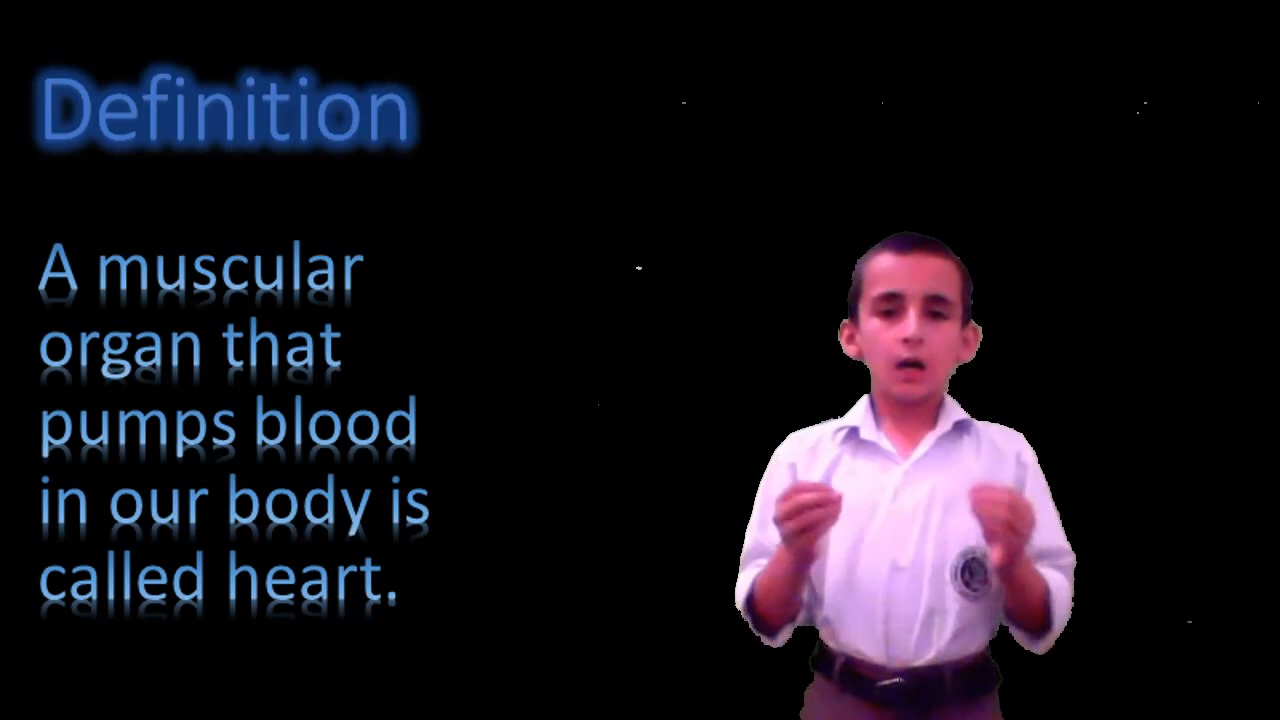 Definition
A muscular
organ that
pumps blood
in our body is
called heart.